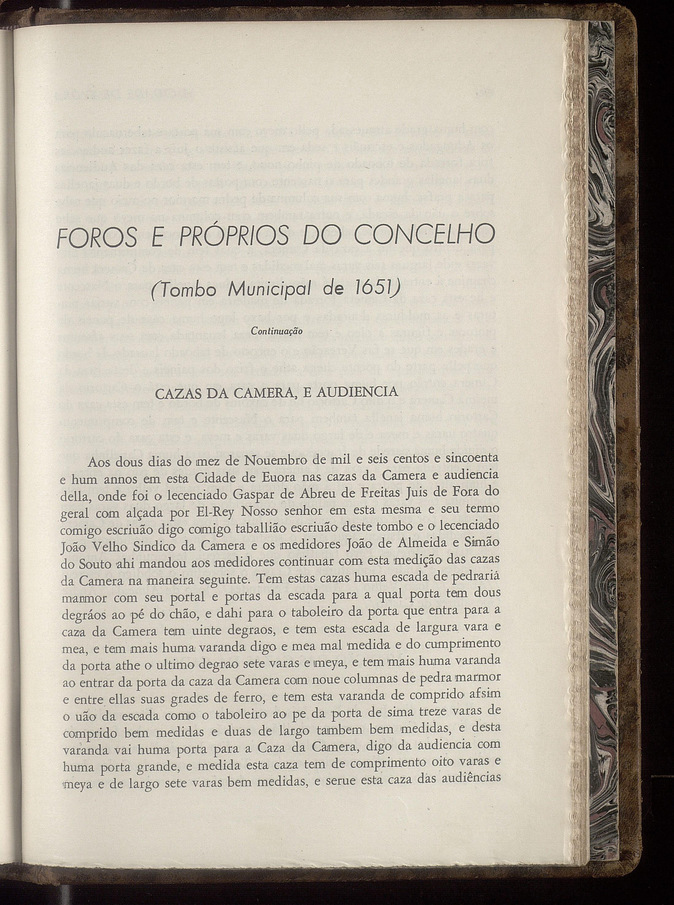 FOROS E PRÓPRIOS DO CONCELHO
(Tombo Municipal de 1651)
Continuação
CAZAS DA CAMERA, E AUDIENCIA
Aos dous dias do mez de Nouembro de mil e seis centos e sincoenta
e hum annos em esta Cidade de Euora nas cazas da Camera e audiencia
della, onde foi o lecenciado Gaspar de Abreu de Freitas Juis de Fora do
geral com alçada por El-Rey Nosso senhor em esta mesma e seu termo
comigo escriuão digo comigo taballião escriuão deste tombo e o lecenciado
João Velho Sindico da Camera e os medidores João de Almeida e Simão
do Souto ahi mandou aos medidores continuar com esta medição das cazas
da Camera na maneira seguinte. Tem estas cazas huma escada de pedraria
marmor com seu portal e portas da escada para a qual porta tem dous
degráos ao pé do chão, e dahi para o taboleiro da porta que entra para a
caza da Camera tem uinte degraos, e tem esta escada de largura vara e
mea, e tem mais huma varanda digo e mea mal medida e do cumprimento
da porta athe o ultimo degrao sete varas e meya, e tem mais huma varanda
ao entrar da porta da caza da Camera com noue columnas de pedra marmor
e entre ellas suas grades de ferro, e tem esta varanda de comprido afsim
o uão da escada como o taboleiro ao pe da porta de sima treze varas de
comprido bem medidas e duas de largo tambem bem medidas, e desta
varanda vai huma porta para a Caza da Camera, digo da audiencia com
huma porta grande, e medida esta caza tem de comprimento oito varas e
meya e de largo sete varas bem medidas, e serue esta caza das audiências